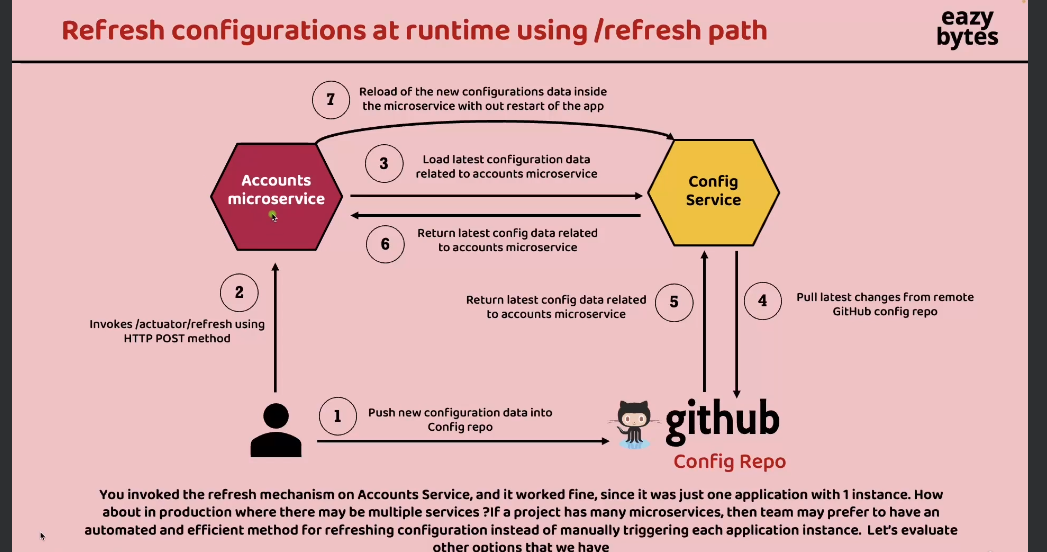 Refresh configurations at runtime using /refresh path
eazy
bytes
7
Reload of the new configurations data inside
the microservice with out restart of the app
Accounts
microservice
3
Load latest configuration data
related to accounts microservice
Config
Service
6
Return latest config data related
to accounts microservice
2
Invokes /actuator/refresh using
HTTP POST method
Return latest config data related
to accounts microservice
5
4
Pull latest changes from remote
GitHub config repo
1
Push new configuration data into
Config repo
github
Config Repo
You invoked the refresh mechanism on Accounts Service, and it worked fine, since it was just one application with 1 instance. How
about in production where there may be multiple services ?If a project has many microservices, then team may prefer to have an
automated and efficient method for refreshing configuration instead of manually triggering each application instance. Let's evaluate
other options that we have